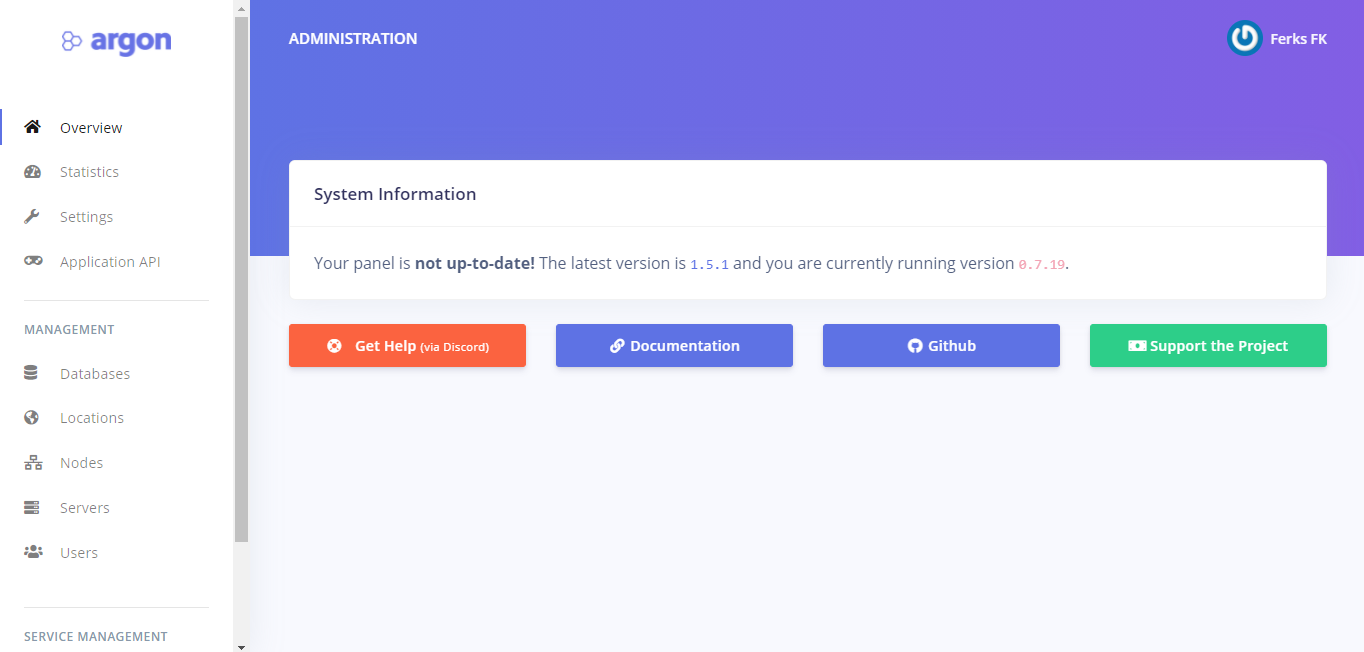 argon
Overview
Statistics
Settings
Application API
MANAGEMENT
Databases
Locations
Nodes
Servers
Users
SERVICE MANAGEMENT
ADMINISTRATION
Ferks FK
System Information
Your panel is not up-to-date! The latest version is 1.5.1 and you are currently running version 0.7.19.
Get Help (via Discord)
Documentation
Github
Support the Project